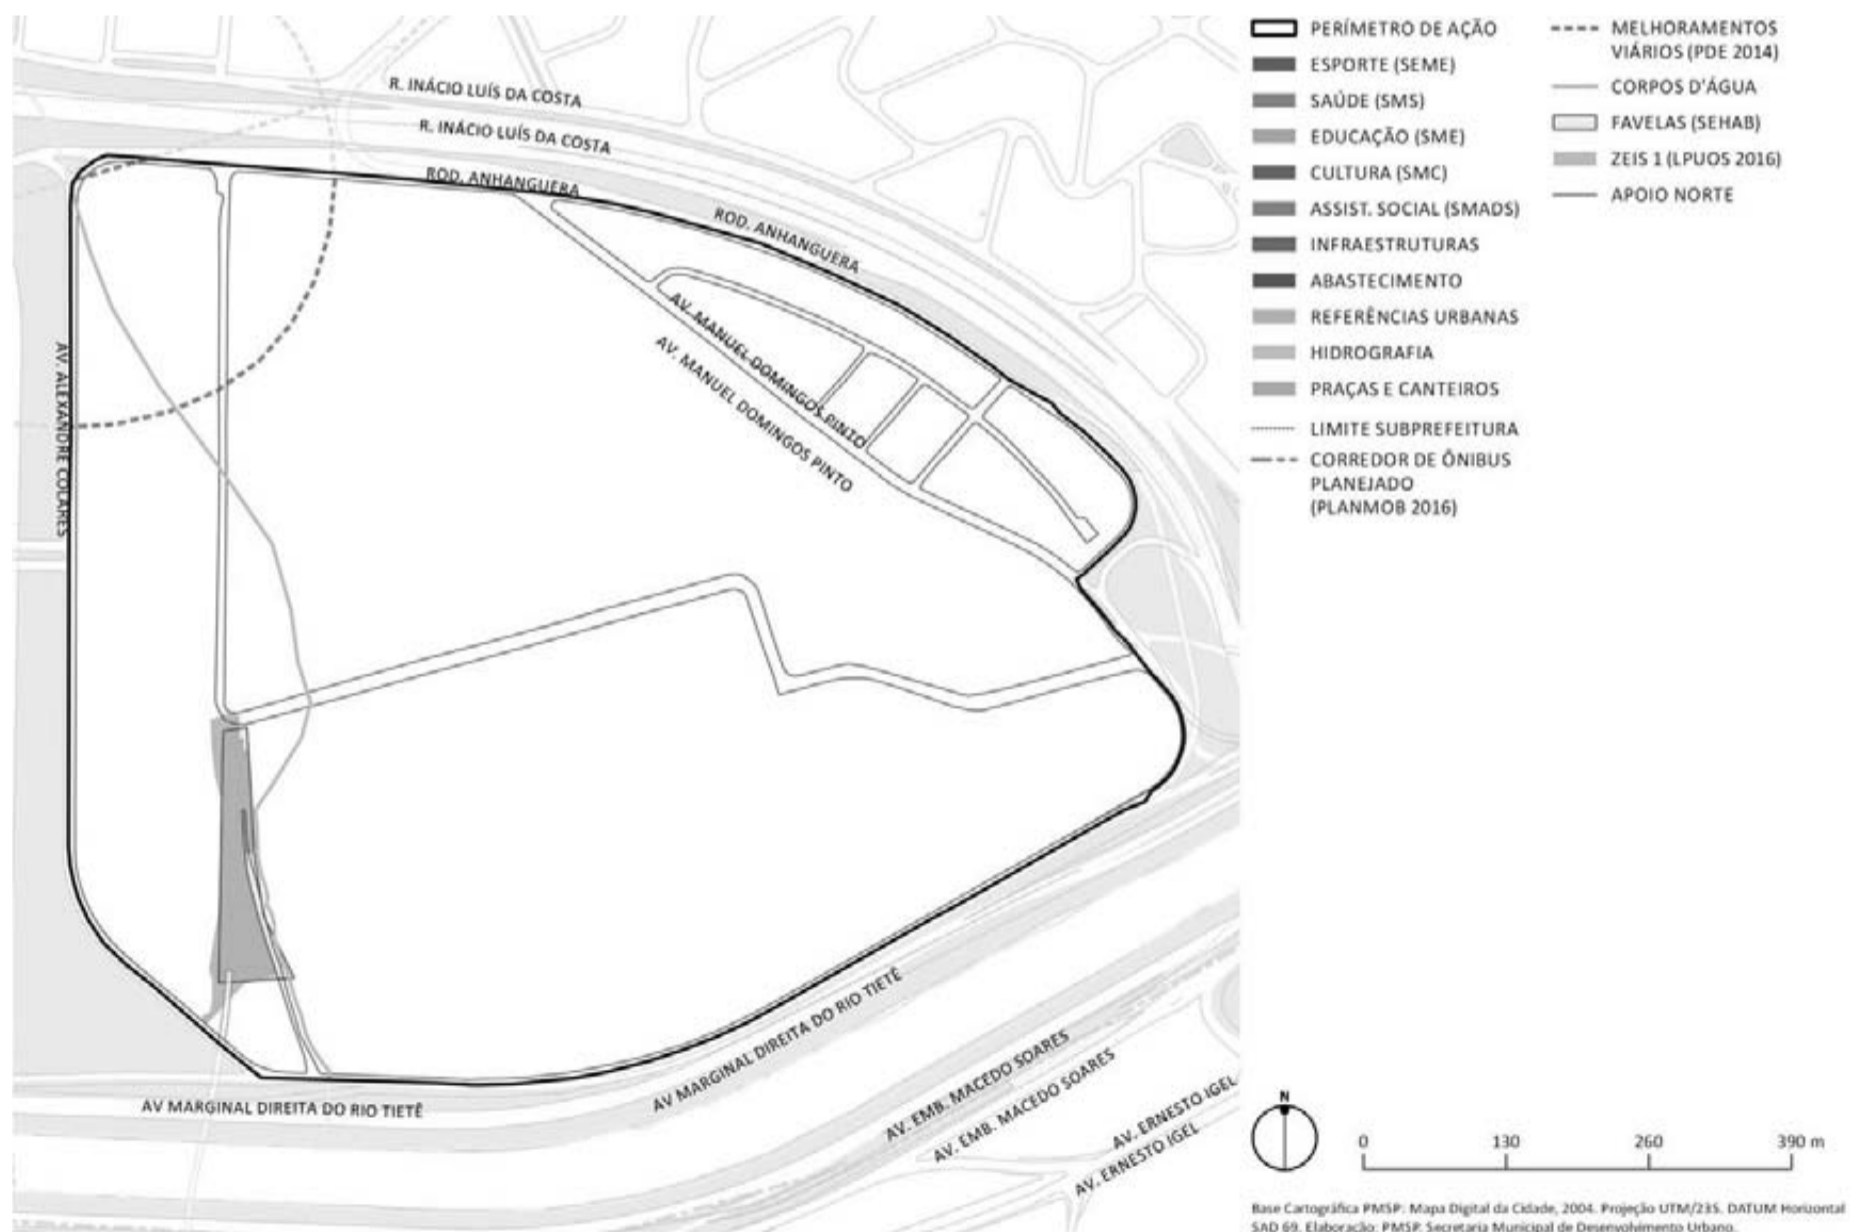 R. INÁCIO LUÍS DA COSTA
R. INÁCIO LUÍS DA COSTA
ROD. ANHANGUERA
ROD. ANHANGUERA
AV. MANUEL DOMINGOS PINTO
AV. MANUEL DOMINGOS PINTO
AV. ALEXANDRE COLARES
AV MARGINAL DIREITA DO RIO TIETÊ
AV MARGINAL DIREITA DO RIO TIETÊ
AV. EMB. MACEDO SOARES
AV. EMB. MACEDO SOARES
AV. ERNESTO IGEL
AV. ERNESTO IGEL
PERÍMETRO DE AÇÃO
ESPORTE (SEME)
SAÚDE (SMS)
EDUCAÇÃO (SME)
CULTURA (SMC)
ASSIST. SOCIAL (SMADS)
INFRAESTRUTURAS
ABASTECIMENTO
REFERÊNCIAS URBANAS
HIDROGRAFIA
PRAÇAS E CANTEIROS
LIMITE SUBPREFEITURA
CORREDOR DE ÔNIBUS
PLANEJADO
(PLANMOB 2016)
MELHORAMENTOS
VIÁRIOS (PDE 2014)
CORPOS D'ÁGUA
FAVELAS (SEHAB)
ZEIS 1 (LPUOS 2016)
APOIO NORTE
N
0 130 260 390 m
Base Cartográfica PMSP: Mapa Digital da Cidade, 2004. Projeção UTM/23S. DATUM Horizontal
SAD 69. Elaboração: PMSP. Secretaria Municipal de Desenvolvimento Urbano.